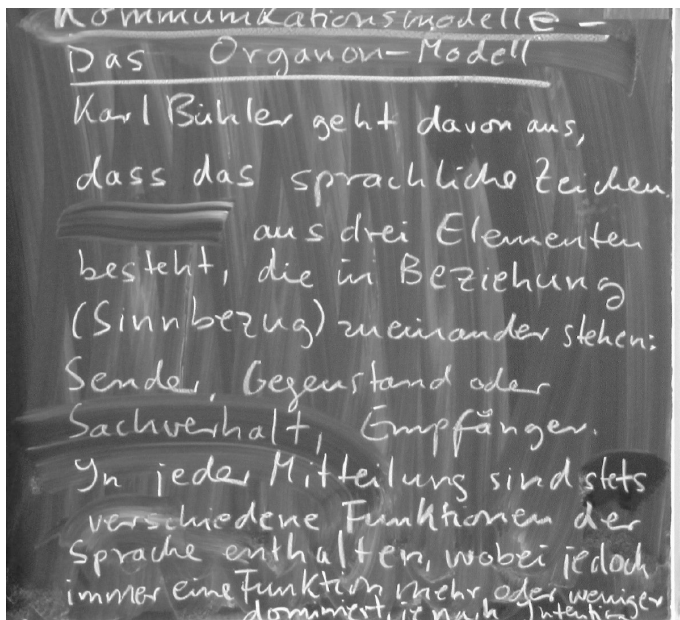 Kommunikationsmodelle -
Das Organon-Modell
Karl Bühler geht davon aus,
dass das sprachliche Zeichen
aus drei Elementen
besteht, die in Beziehung
(Sinnbezug) zueinander stehen:
Sender, Gegenstand oder
Sachverhalt, Empfänger.
In jeder Mitteilung sind stets
verschiedene Funktionen der
Sprache enthalten, wobei jedoch
immer eine Funktion mehr oder weniger
dominiert, je nach Intention